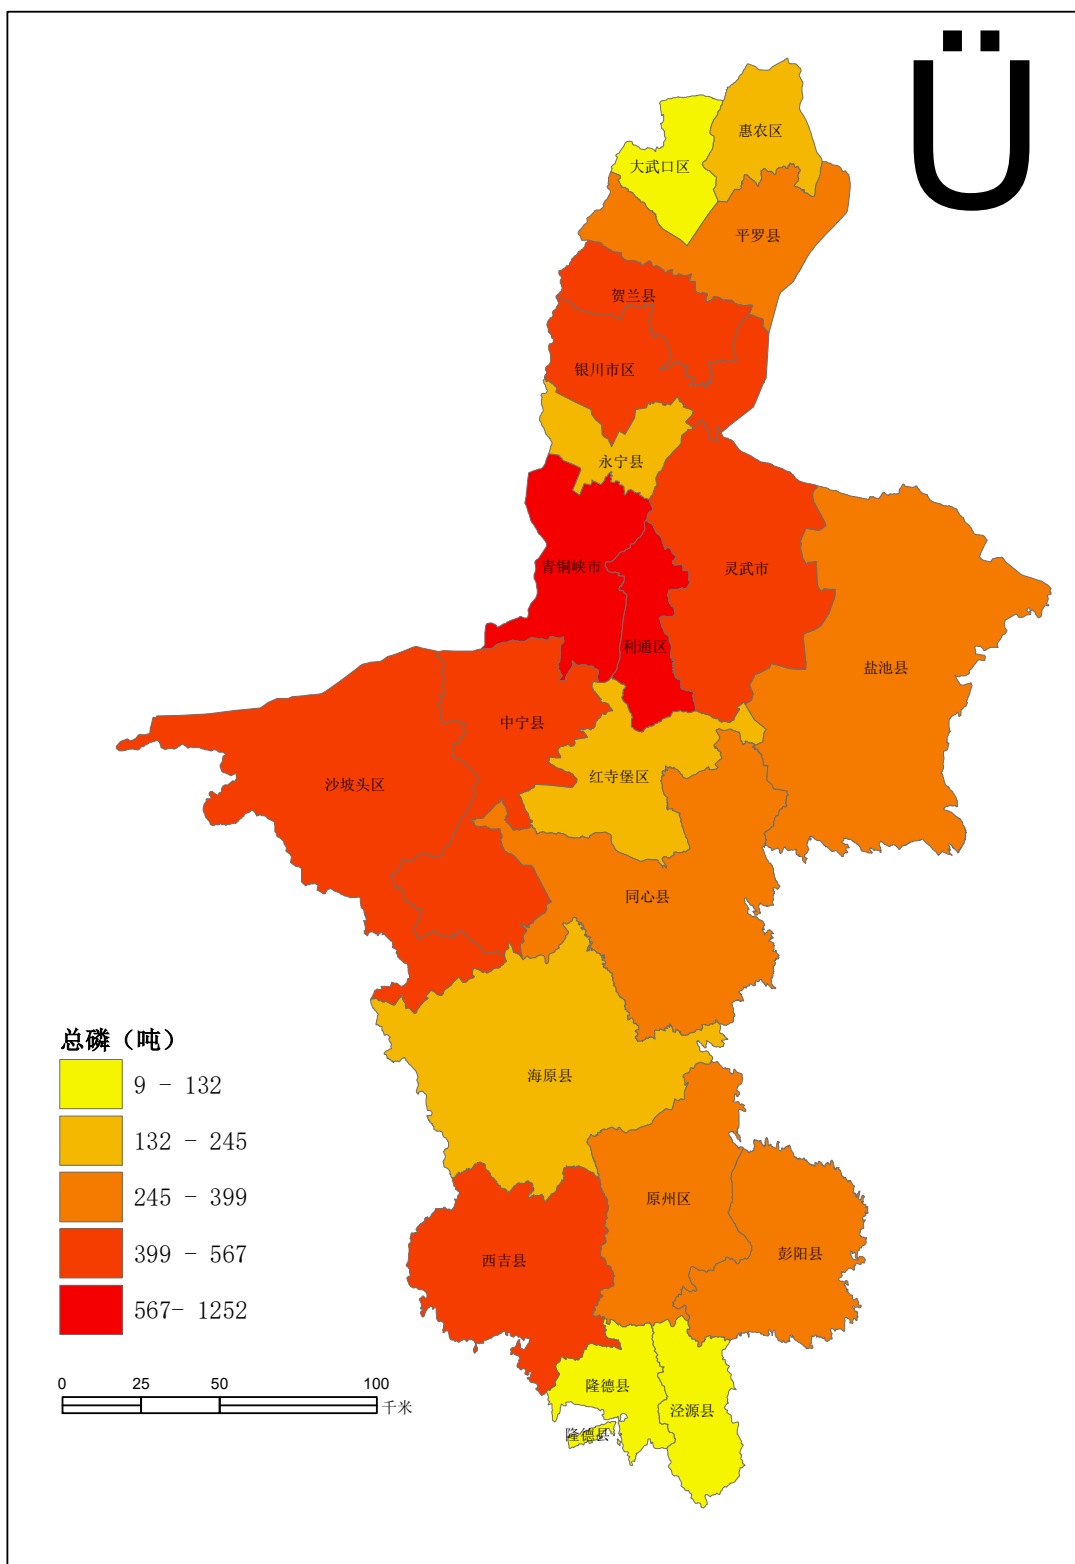 Ü
惠农区
大武口区
平罗县
贺兰县
银川市区
永宁县
青铜峡市
灵武市
利通区
盐池县
中宁县
红寺堡区
沙坡头区
同心县
海原县
原州区
彭阳县
西吉县
隆德县
泾源县
隆德县
总磷（吨）
9 - 132
132 - 245
245 - 399
399 - 567
567- 1252
0 25 50 100
千米